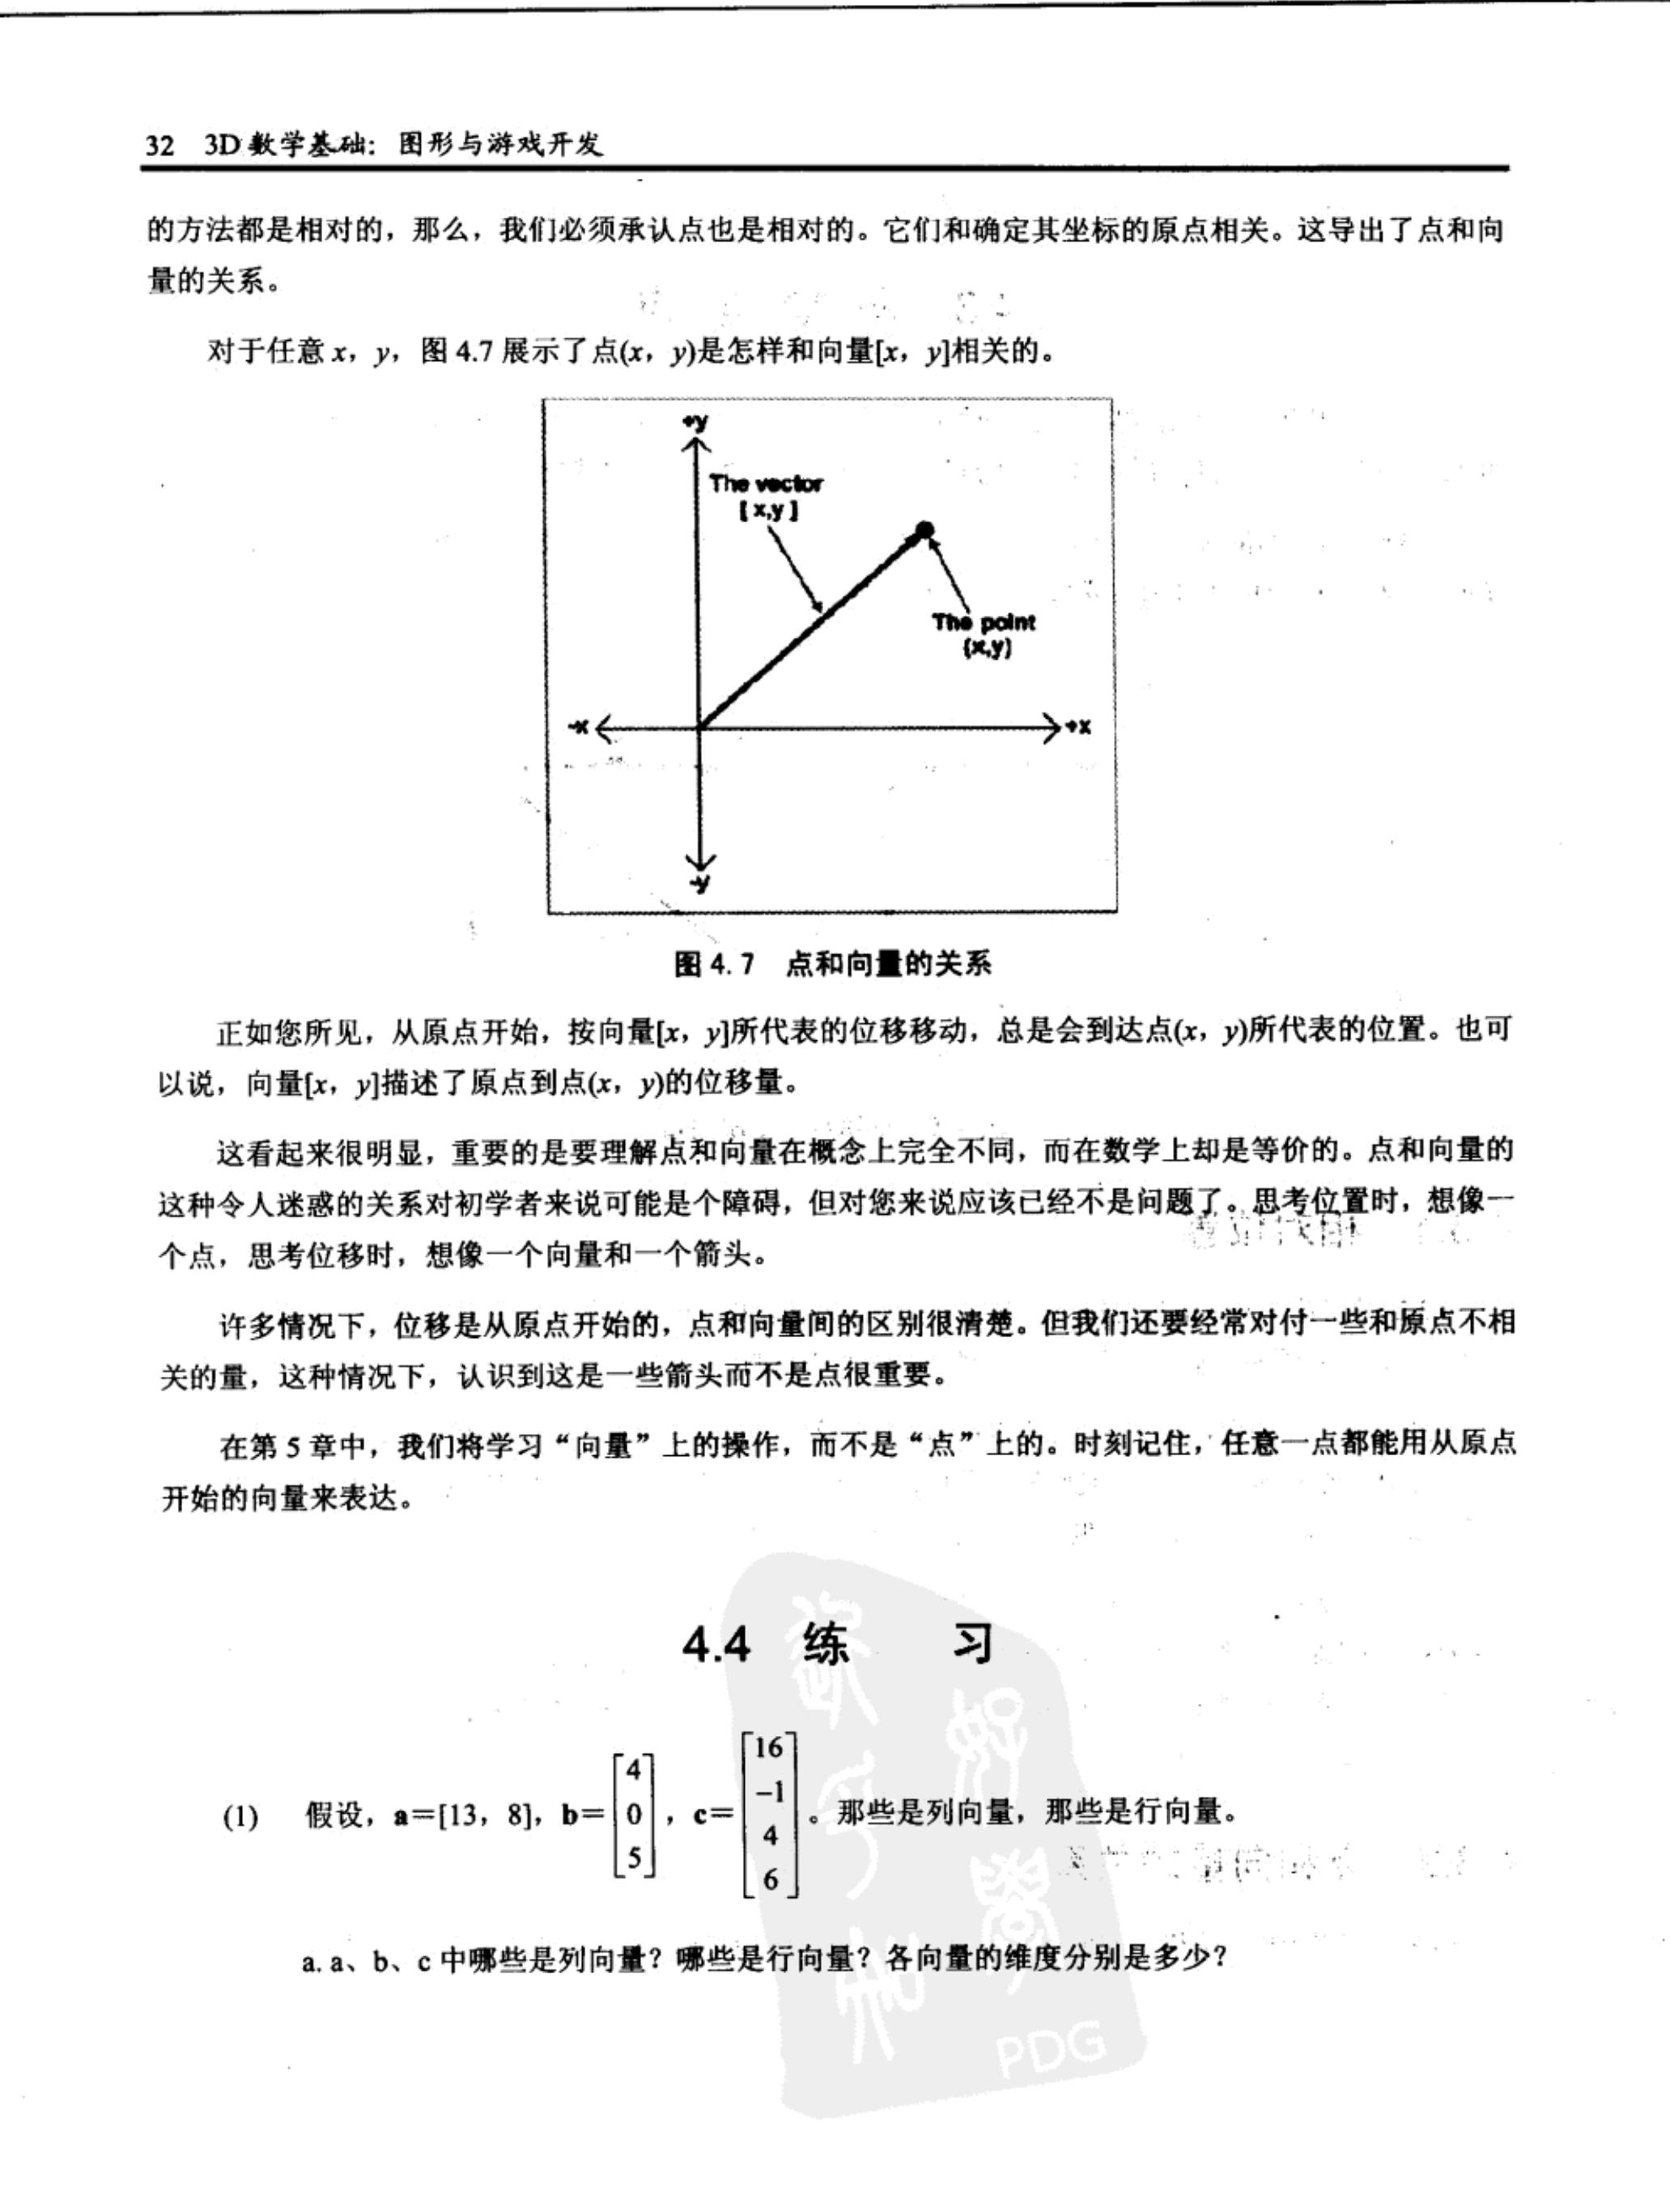 32 3D 数学基础：图形与游戏开发
的方法都是相对的，那么，我们必须承认点也是相对的。它们和确定其坐标的原点相关。这导出了点和向
量的关系。
对于任意 x，y，图 4.7 展示了点(x，y)是怎样和向量[x，y]相关的。
+y
The vector
[ x,y ]
The point
(x,y)
-x
+x
-y
图 4.7 点和向量的关系
正如您所见，从原点开始，按向量[x，y]所代表的位移移动，总是会到达点(x，y)所代表的位置。也可
以说，向量[x，y]描述了原点到点(x，y)的位移量。
这看起来很明显，重要的是要理解点和向量在概念上完全不同，而在数学上却是等价的。点和向量的
这种令人迷惑的关系对初学者来说可能是个障碍，但对您来说应该已经不是问题了。思考位置时，想像一
个点，思考位移时，想像一个向量和一个箭头。
许多情况下，位移是从原点开始的，点和向量间的区别很清楚。但我们还要经常对付一些和原点不相
关的量，这种情况下，认识到这是一些箭头而不是点很重要。
在第 5 章中，我们将学习“向量”上的操作，而不是“点”上的。时刻记住，任意一点都能用从原点
开始的向量来表达。
4.4 练 习
(1) 假设，a＝[13，8]，b＝[4 0 5]，c＝[16 −1 4 6]。那些是列向量，那些是行向量。
a. a、b、c 中哪些是列向量？哪些是行向量？各向量的维度分别是多少？
PDG